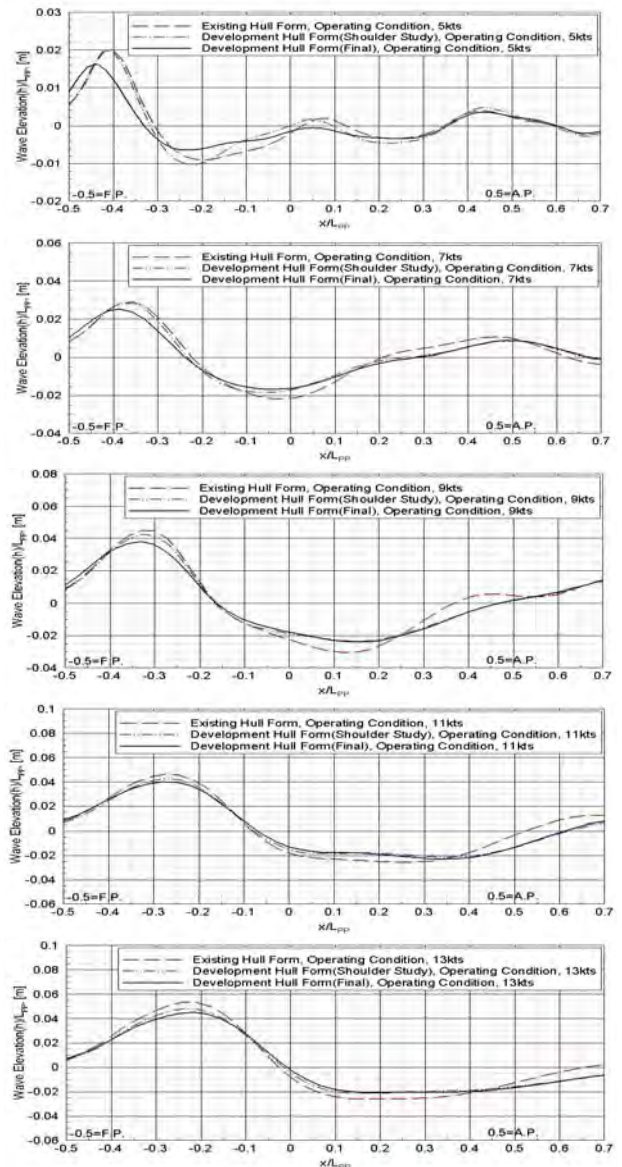 Existing Hull Form, Operating Condition, 5kts
Development Hull Form(Shoulder Study), Operating Condition, 5kts
Development Hull Form(Final), Operating Condition, 5kts
Wave Elevation(h)/LPP, [m]
0.03
0.02
0.01
0
-0.01
-0.02
-0.5=F.P.
0.5=A.P.
-0.5 -0.4 -0.3 -0.2 -0.1 0 0.1 0.2 0.3 0.4 0.5 0.6 0.7
x/LPP
Existing Hull Form, Operating Condition, 7kts
Development Hull Form(Shoulder Study), Operating Condition, 7kts
Development Hull Form(Final), Operating Condition, 7kts
Wave Elevation(h)/LPP, [m]
0.06
0.04
0.02
0
-0.02
-0.04
-0.5=F.P.
0.5=A.P.
-0.5 -0.4 -0.3 -0.2 -0.1 0 0.1 0.2 0.3 0.4 0.5 0.6 0.7
x/LPP
Existing Hull Form, Operating Condition, 9kts
Development Hull Form(Shoulder Study), Operating Condition, 9kts
Development Hull Form(Final), Operating Condition, 9kts
Wave Elevation(h)/LPP, [m]
0.08
0.06
0.04
0.02
0
-0.02
-0.04
-0.5=F.P.
0.5=A.P.
-0.5 -0.4 -0.3 -0.2 -0.1 0 0.1 0.2 0.3 0.4 0.5 0.6 0.7
x/LPP
Existing Hull Form, Operating Condition, 11kts
Development Hull Form(Shoulder Study), Operating Condition, 11kts
Development Hull Form(Final), Operating Condition, 11kts
Wave Elevation(h)/LPP, [m]
0.1
0.08
0.06
0.04
0.02
0
-0.02
-0.04
-0.06
-0.5=F.P.
0.5=A.P.
-0.5 -0.4 -0.3 -0.2 -0.1 0 0.1 0.2 0.3 0.4 0.5 0.6 0.7
x/LPP
Existing Hull Form, Operating Condition, 13kts
Development Hull Form(Shoulder Study), Operating Condition, 13kts
Development Hull Form(Final), Operating Condition, 13kts
Wave Elevation(h)/LPP, [m]
0.1
0.08
0.06
0.04
0.02
0
-0.02
-0.04
-0.06
-0.5=F.P.
0.5=A.P.
-0.5 -0.4 -0.3 -0.2 -0.1 0 0.1 0.2 0.3 0.4 0.5 0.6 0.7
x/LPP